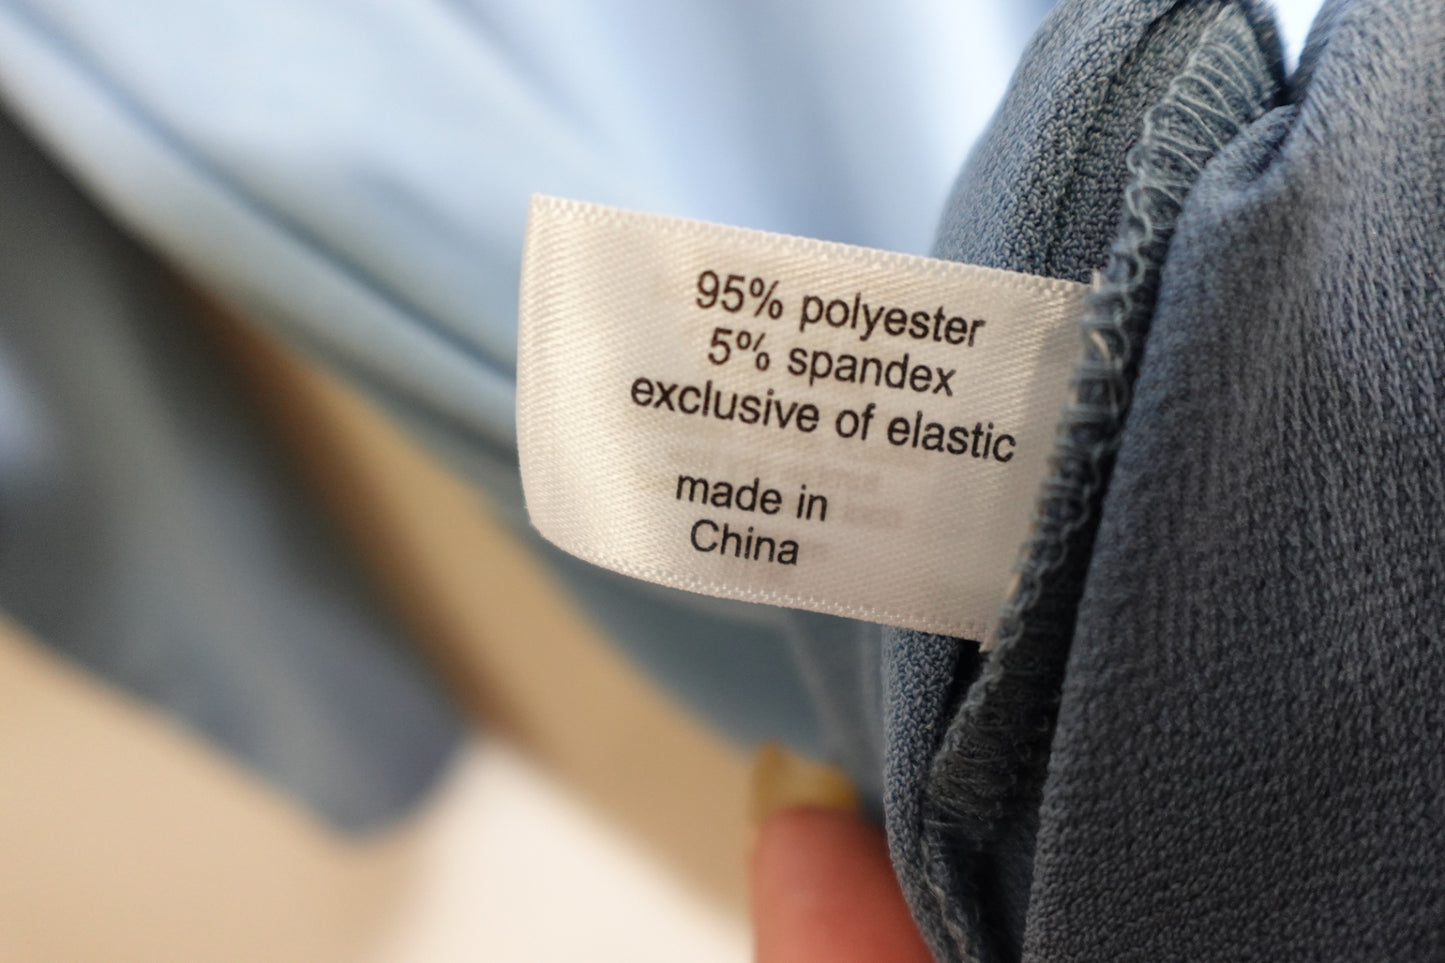 95% polyester
5% spandex
exclusive of elastic
made in
China